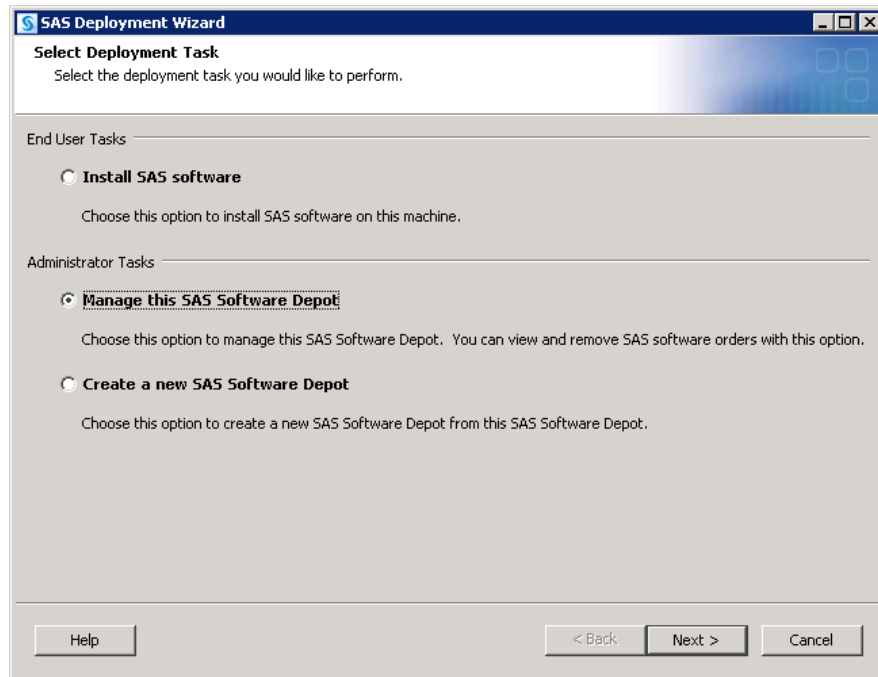 SAS Deployment Wizard
Select Deployment Task
Select the deployment task you would like to perform.
End User Tasks
Install SAS software
Choose this option to install SAS software on this machine.
Administrator Tasks
Manage this SAS Software Depot
Choose this option to manage this SAS Software Depot. You can view and remove SAS software orders with this option.
Create a new SAS Software Depot
Choose this option to create a new SAS Software Depot from this SAS Software Depot.
Help
< Back
Next >
Cancel